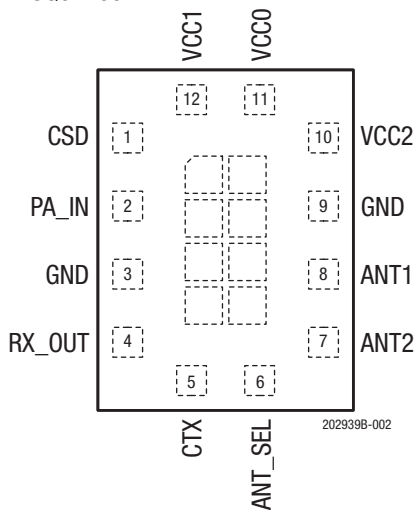 VCC1
VCC0
12
11
CSD
1
10
VCC2
PA_IN
2
9
GND
GND
3
8
ANT1
RX_OUT
4
7
ANT2
5
6
202939B-002
CTX
ANT_SEL